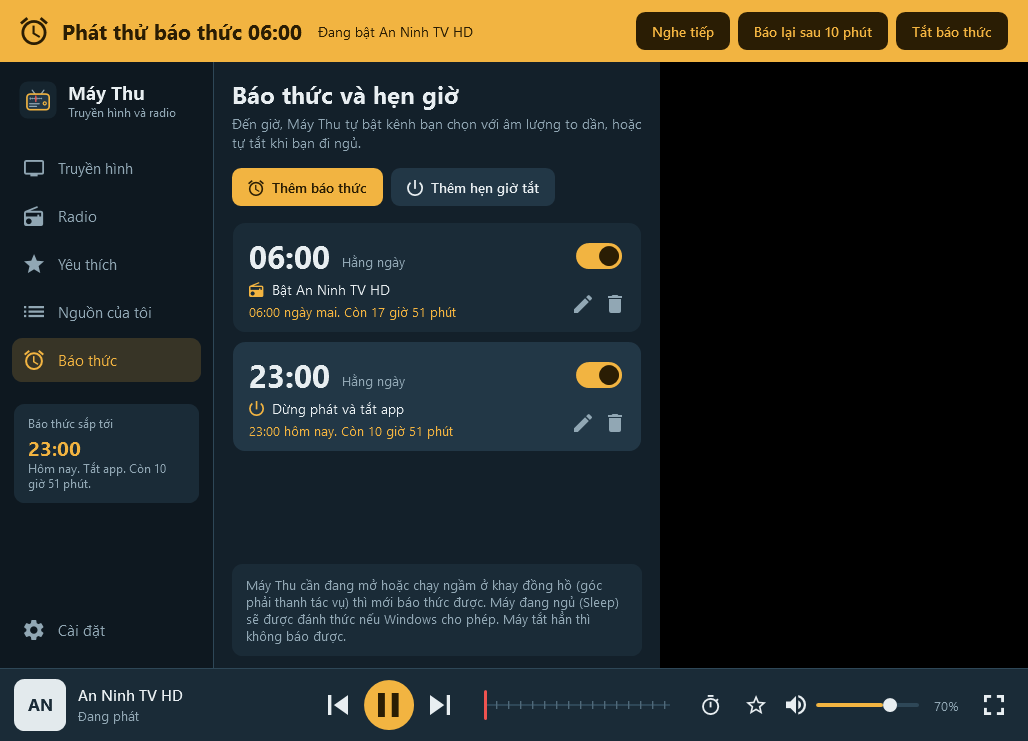 Phát thử báo thức 06:00
Đang bật An Ninh TV HD
Nghe tiếp
Báo lại sau 10 phút
Tắt báo thức
Máy Thu
Truyền hình và radio
Truyền hình
Radio
Yêu thích
Nguồn của tôi
Báo thức
Báo thức sắp tới
23:00
Hôm nay. Tắt app. Còn 10
giờ 51 phút.
Cài đặt
Báo thức và hẹn giờ
Đến giờ, Máy Thu tự bật kênh bạn chọn với âm lượng to dần, hoặc
tự tắt khi bạn đi ngủ.
Thêm báo thức
Thêm hẹn giờ tắt
06:00 Hằng ngày
Bật An Ninh TV HD
06:00 ngày mai. Còn 17 giờ 51 phút
23:00 Hằng ngày
Dừng phát và tắt app
23:00 hôm nay. Còn 10 giờ 51 phút
Máy Thu cần đang mở hoặc chạy ngầm ở khay đồng hồ (góc
phải thanh tác vụ) thì mới báo thức được. Máy đang ngủ (Sleep)
sẽ được đánh thức nếu Windows cho phép. Máy tắt hẳn thì
không báo được.
AN
An Ninh TV HD
Đang phát
70%